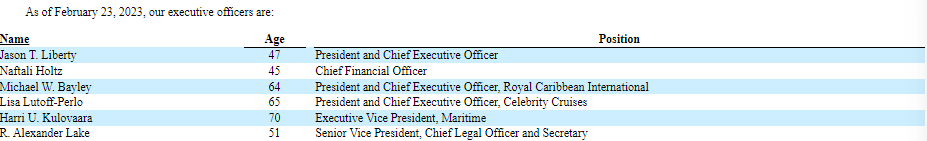 As of February 23, 2023, our executive officers are:
Name Age Position
Jason T. Liberty 47 President and Chief Executive Officer
Naftali Holtz 45 Chief Financial Officer
Michael W. Bayley 64 President and Chief Executive Officer, Royal Caribbean International
Lisa Lutoff-Perlo 65 President and Chief Executive Officer, Celebrity Cruises
Harri U. Kulovaara 70 Executive Vice President, Maritime
R. Alexander Lake 51 Senior Vice President, Chief Legal Officer and Secretary